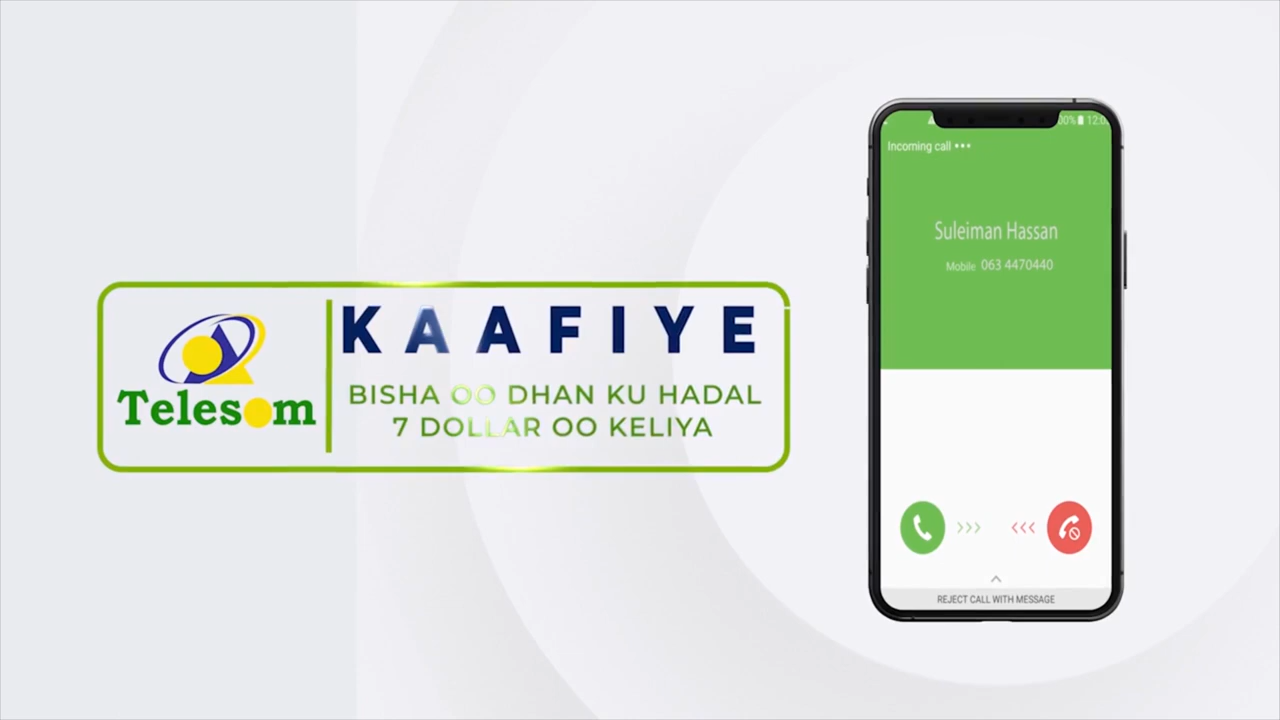 Telesom
KAAFIYE
BISHA OO DHAN KU HADAL
7 DOLLAR OO KELIYA
Incoming call •••
Suleiman Hassan
Mobile 063 4470440
REJECT CALL WITH MESSAGE